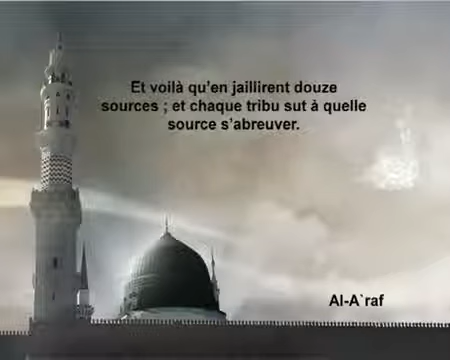 Et voilà qu'en jaillirent douze
sources ; et chaque tribu sut à quelle
source s'abreuver.
Al-A`raf